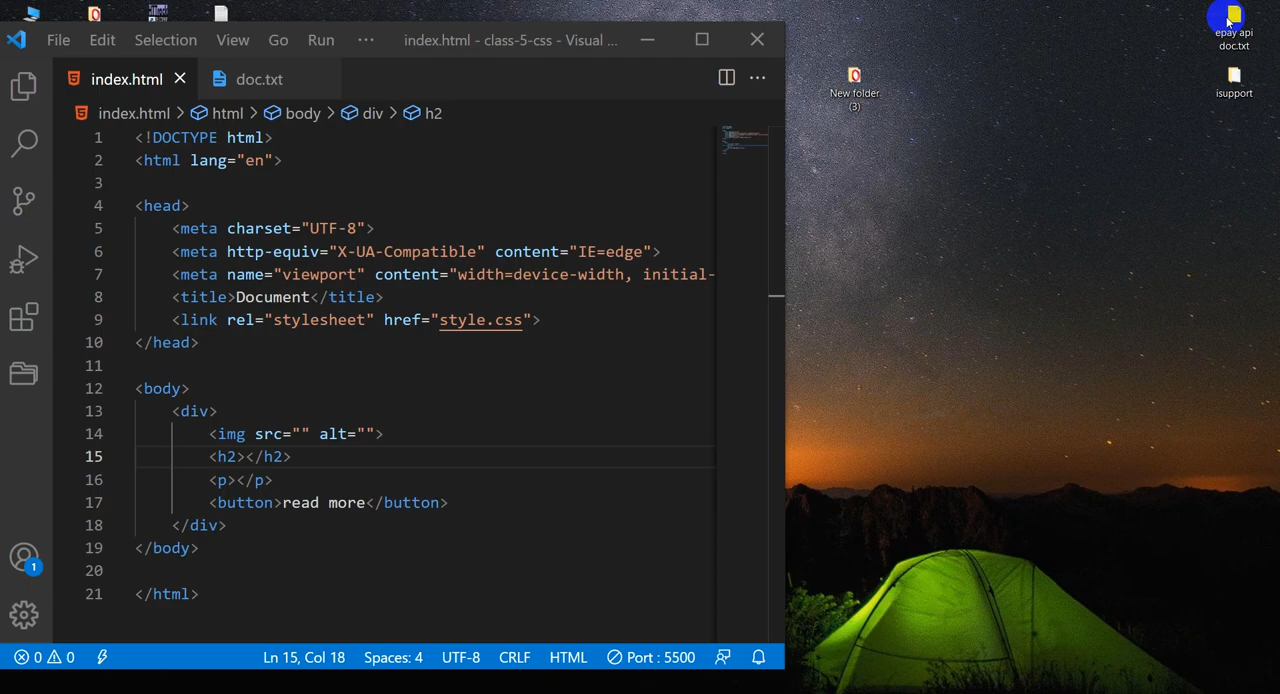 File Edit Selection View Go Run ··· index.html - class-5-css - Visual ...
index.html doc.txt
index.html > html > body > div > h2
1 <!DOCTYPE html>
2 <html lang="en">
3
4 <head>
5 <meta charset="UTF-8">
6 <meta http-equiv="X-UA-Compatible" content="IE=edge">
7 <meta name="viewport" content="width=device-width, initial-
8 <title>Document</title>
9 <link rel="stylesheet" href="style.css">
10 </head>
11
12 <body>
13 <div>
14 <img src="" alt="">
15 <h2></h2>
16 <p></p>
17 <button>read more</button>
18 </div>
19 </body>
20
21 </html>
1
0 0 Ln 15, Col 18 Spaces: 4 UTF-8 CRLF HTML Port : 5500
epay api
doc.txt
New folder
(3)
isupport